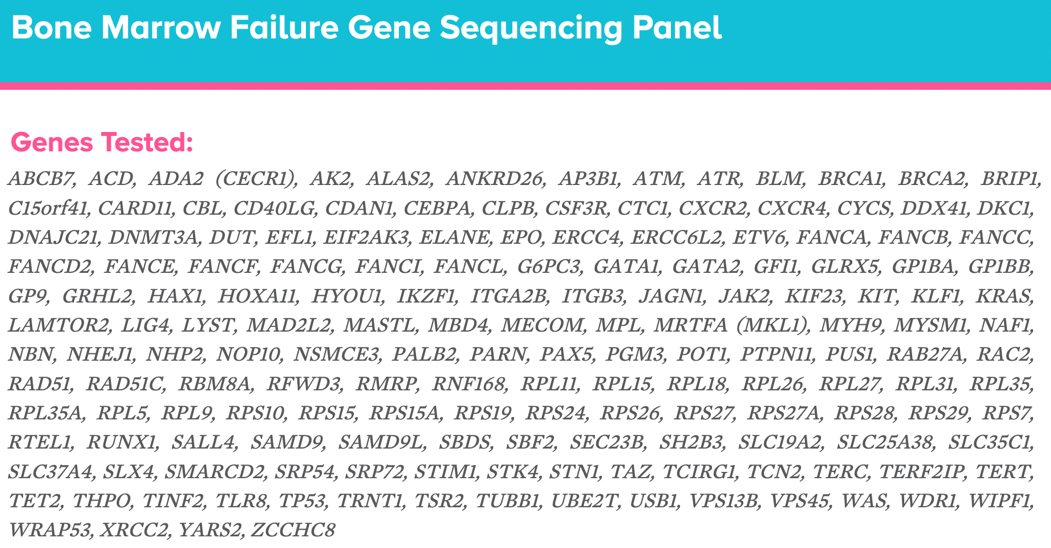 Bone Marrow Failure Gene Sequencing Panel
Genes Tested:
ABCB7, ACD, ADA2 (CECR1), AK2, ALAS2, ANKRD26, AP3B1, ATM, ATR, BLM, BRCA1, BRCA2, BRIP1,
C15orf41, CARD11, CBL, CD40LG, CDAN1, CEBPA, CLPB, CSF3R, CTC1, CXCR2, CXCR4, CYCS, DDX41, DKC1,
DNAJC21, DNMT3A, DUT, EFL1, EIF2AK3, ELANE, EPO, ERCC4, ERCC6L2, ETV6, FANCA, FANCB, FANCC,
FANCD2, FANCE, FANCF, FANCG, FANCI, FANCL, G6PC3, GATA1, GATA2, GFI1, GLRX5, GP1BA, GP1BB,
GP9, GRHL2, HAX1, HOXA11, HYOU1, IKZF1, ITGA2B, ITGB3, JAGN1, JAK2, KIF23, KIT, KLF1, KRAS,
LAMTOR2, LIG4, LYST, MAD2L2, MASTL, MBD4, MECOM, MPL, MRTFA (MKL1), MYH9, MYSM1, NAF1,
NBN, NHEJ1, NHP2, NOP10, NSMCE3, PALB2, PARN, PAX5, PGM3, POT1, PTPN11, PUS1, RAB27A, RAC2,
RAD51, RAD51C, RBM8A, RFWD3, RMRP, RNF168, RPL11, RPL15, RPL18, RPL26, RPL27, RPL31, RPL35,
RPL35A, RPL5, RPL9, RPS10, RPS15, RPS15A, RPS19, RPS24, RPS26, RPS27, RPS27A, RPS28, RPS29, RPS7,
RTEL1, RUNX1, SALL4, SAMD9, SAMD9L, SBDS, SBF2, SEC23B, SH2B3, SLC19A2, SLC25A38, SLC35C1,
SLC37A4, SLX4, SMARCD2, SRP54, SRP72, STIM1, STK4, STN1, TAZ, TCIRG1, TCN2, TERC, TERF2IP, TERT,
TET2, THPO, TINF2, TLR8, TP53, TRNT1, TSR2, TUBB1, UBE2T, USB1, VPS13B, VPS45, WAS, WDR1, WIPF1,
WRAP53, XRCC2, YARS2, ZCCHC8